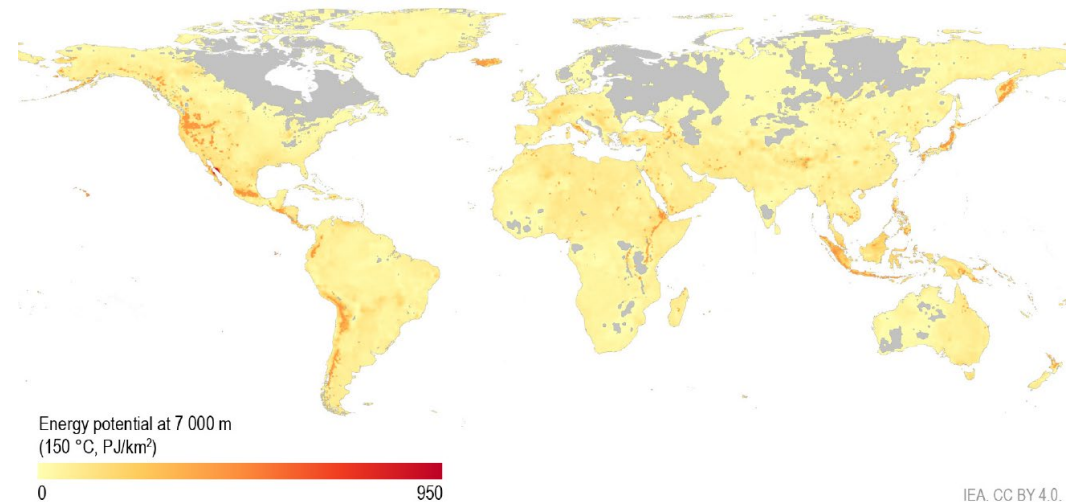 Energy potential at 7 000 m
(150 °C, PJ/km²)
0 950
IEA. CC BY 4.0.